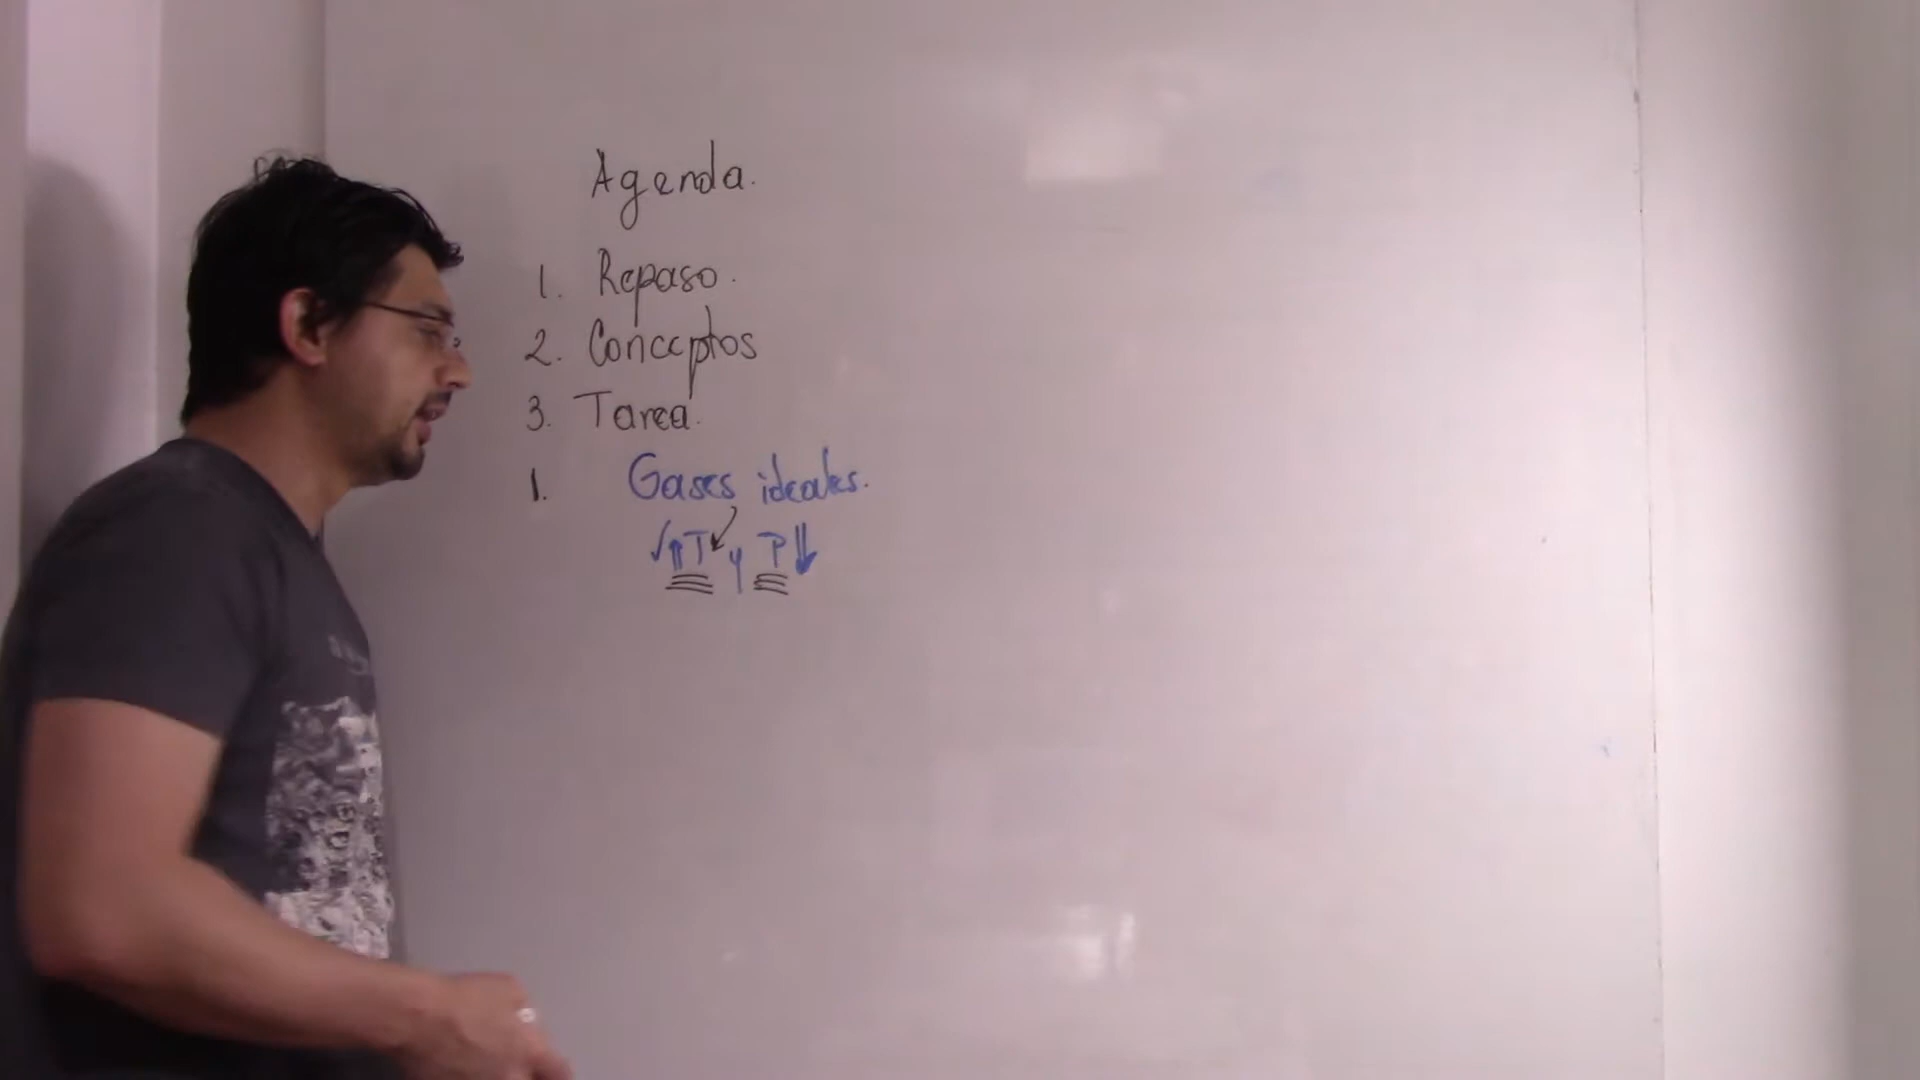 Agenda.
1. Repaso.
2. Conceptos
3. Tarea.
1. Gases ideales.
✓⇑T y P⇓